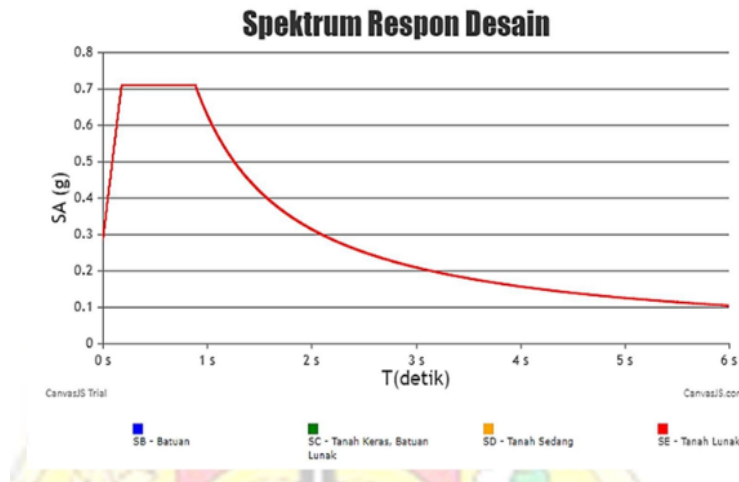 Spektrum Respon Desain
0.8
0.7
0.6
0.5
0.4
0.3
0.2
0.1
0
SA (g)
0 s 1 s 2 s 3 s 4 s 5 s 6 s
T(detik)
CanvasJS Trial CanvasJS.com
SB - Batuan SC - Tanah Keras, Batuan SD - Tanah Sedang SE - Tanah Lunak
Lunak